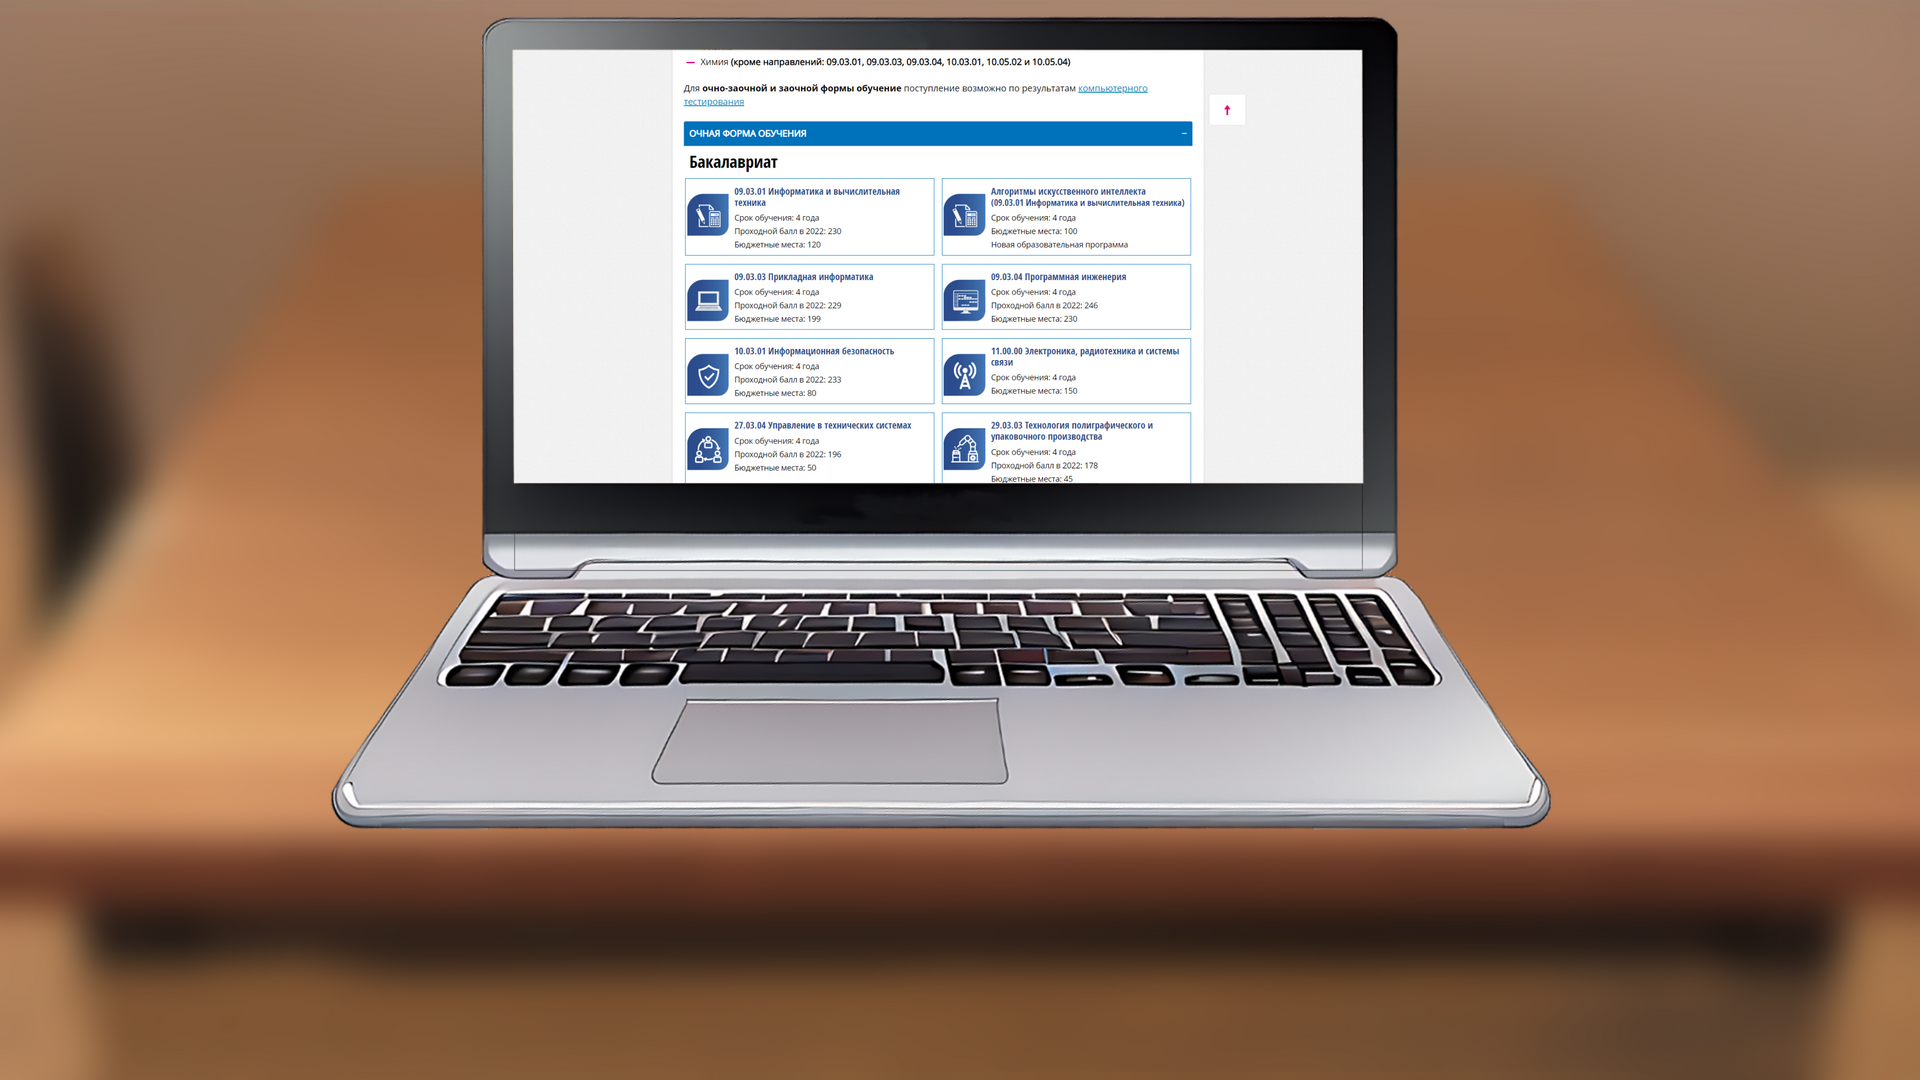 Химия (кроме направлений: 09.03.01, 09.03.03, 09.03.04, 10.03.01, 10.05.02 и 10.05.04)
Для очно-заочной и заочной формы обучение поступление возможно по результатам компьютерного
тестирования
ОЧНАЯ ФОРМА ОБУЧЕНИЯ
Бакалавриат
09.03.01 Информатика и вычислительная
техника
Срок обучения: 4 года
Проходной балл в 2022: 230
Бюджетные места: 120
Алгоритмы искусственного интеллекта
(09.03.01 Информатика и вычислительная техника)
Срок обучения: 4 года
Бюджетные места: 100
Новая образовательная программа
09.03.03 Прикладная информатика
Срок обучения: 4 года
Проходной балл в 2022: 229
Бюджетные места: 199
09.03.04 Программная инженерия
Срок обучения: 4 года
Проходной балл в 2022: 246
Бюджетные места: 230
10.03.01 Информационная безопасность
Срок обучения: 4 года
Проходной балл в 2022: 233
Бюджетные места: 80
11.00.00 Электроника, радиотехника и системы
связи
Срок обучения: 4 года
Бюджетные места: 150
27.03.04 Управление в технических системах
Срок обучения: 4 года
Проходной балл в 2022: 196
Бюджетные места: 50
29.03.03 Технология полиграфического и
упаковочного производства
Срок обучения: 4 года
Проходной балл в 2022: 178
Бюджетные места: 45